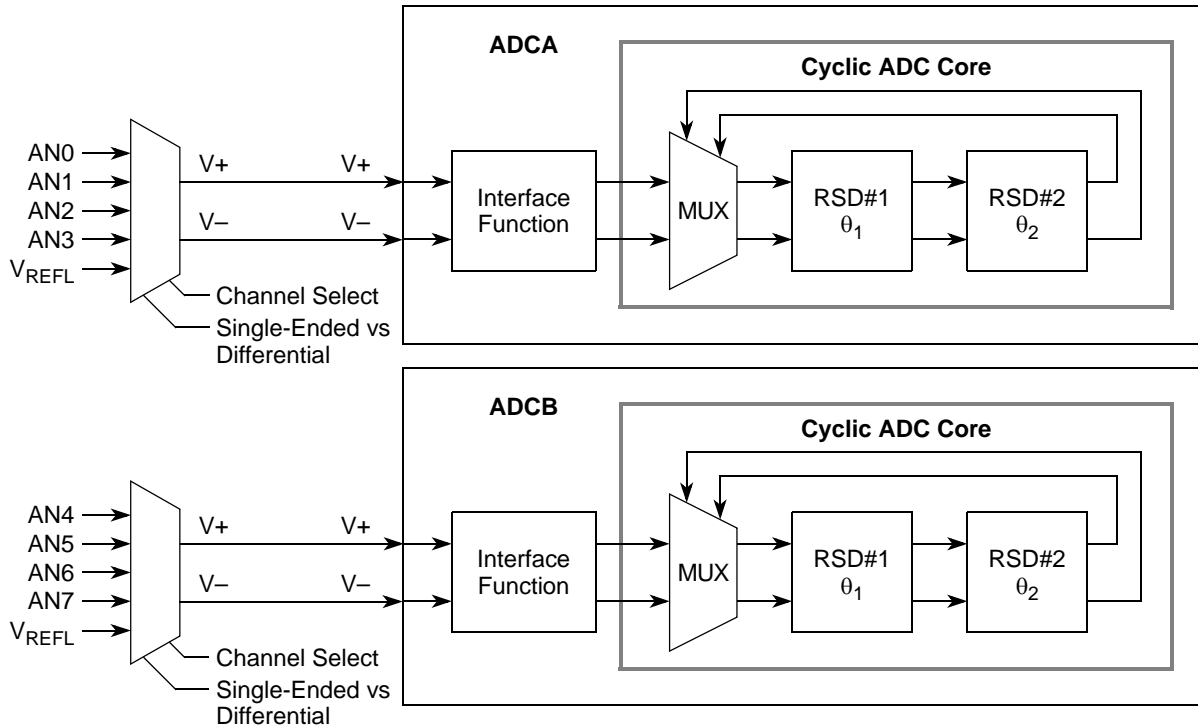 ADCA
Cyclic ADC Core
AN0
AN1
AN2
AN3
V_REFL
V+
V+
V–
V–
Interface
Function
MUX
RSD#1
θ1
RSD#2
θ2
Channel Select
Single-Ended vs
Differential
ADCB
Cyclic ADC Core
AN4
AN5
AN6
AN7
V_REFL
V+
V+
V–
V–
Interface
Function
MUX
RSD#1
θ1
RSD#2
θ2
Channel Select
Single-Ended vs
Differential